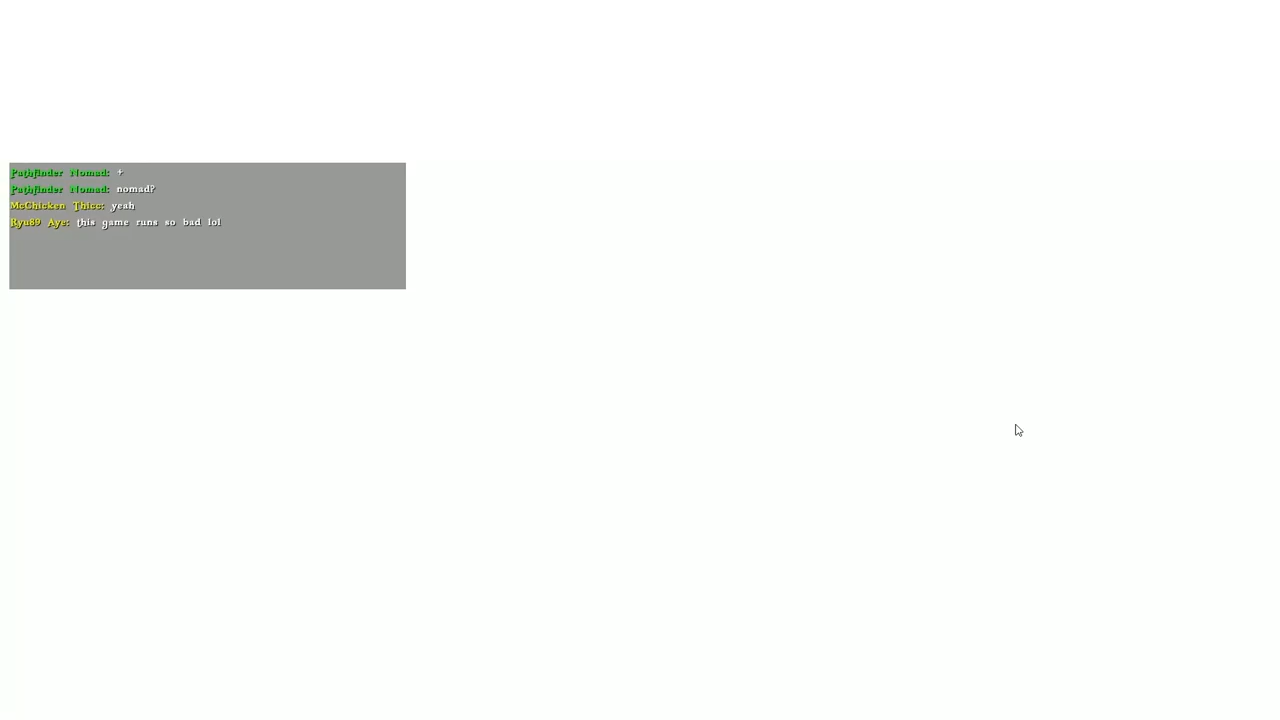 Pathfinder Nomad: +
Pathfinder Nomad: nomad?
McChicken Thicc: yeah
Ryu89 Aye: this game runs so bad lol